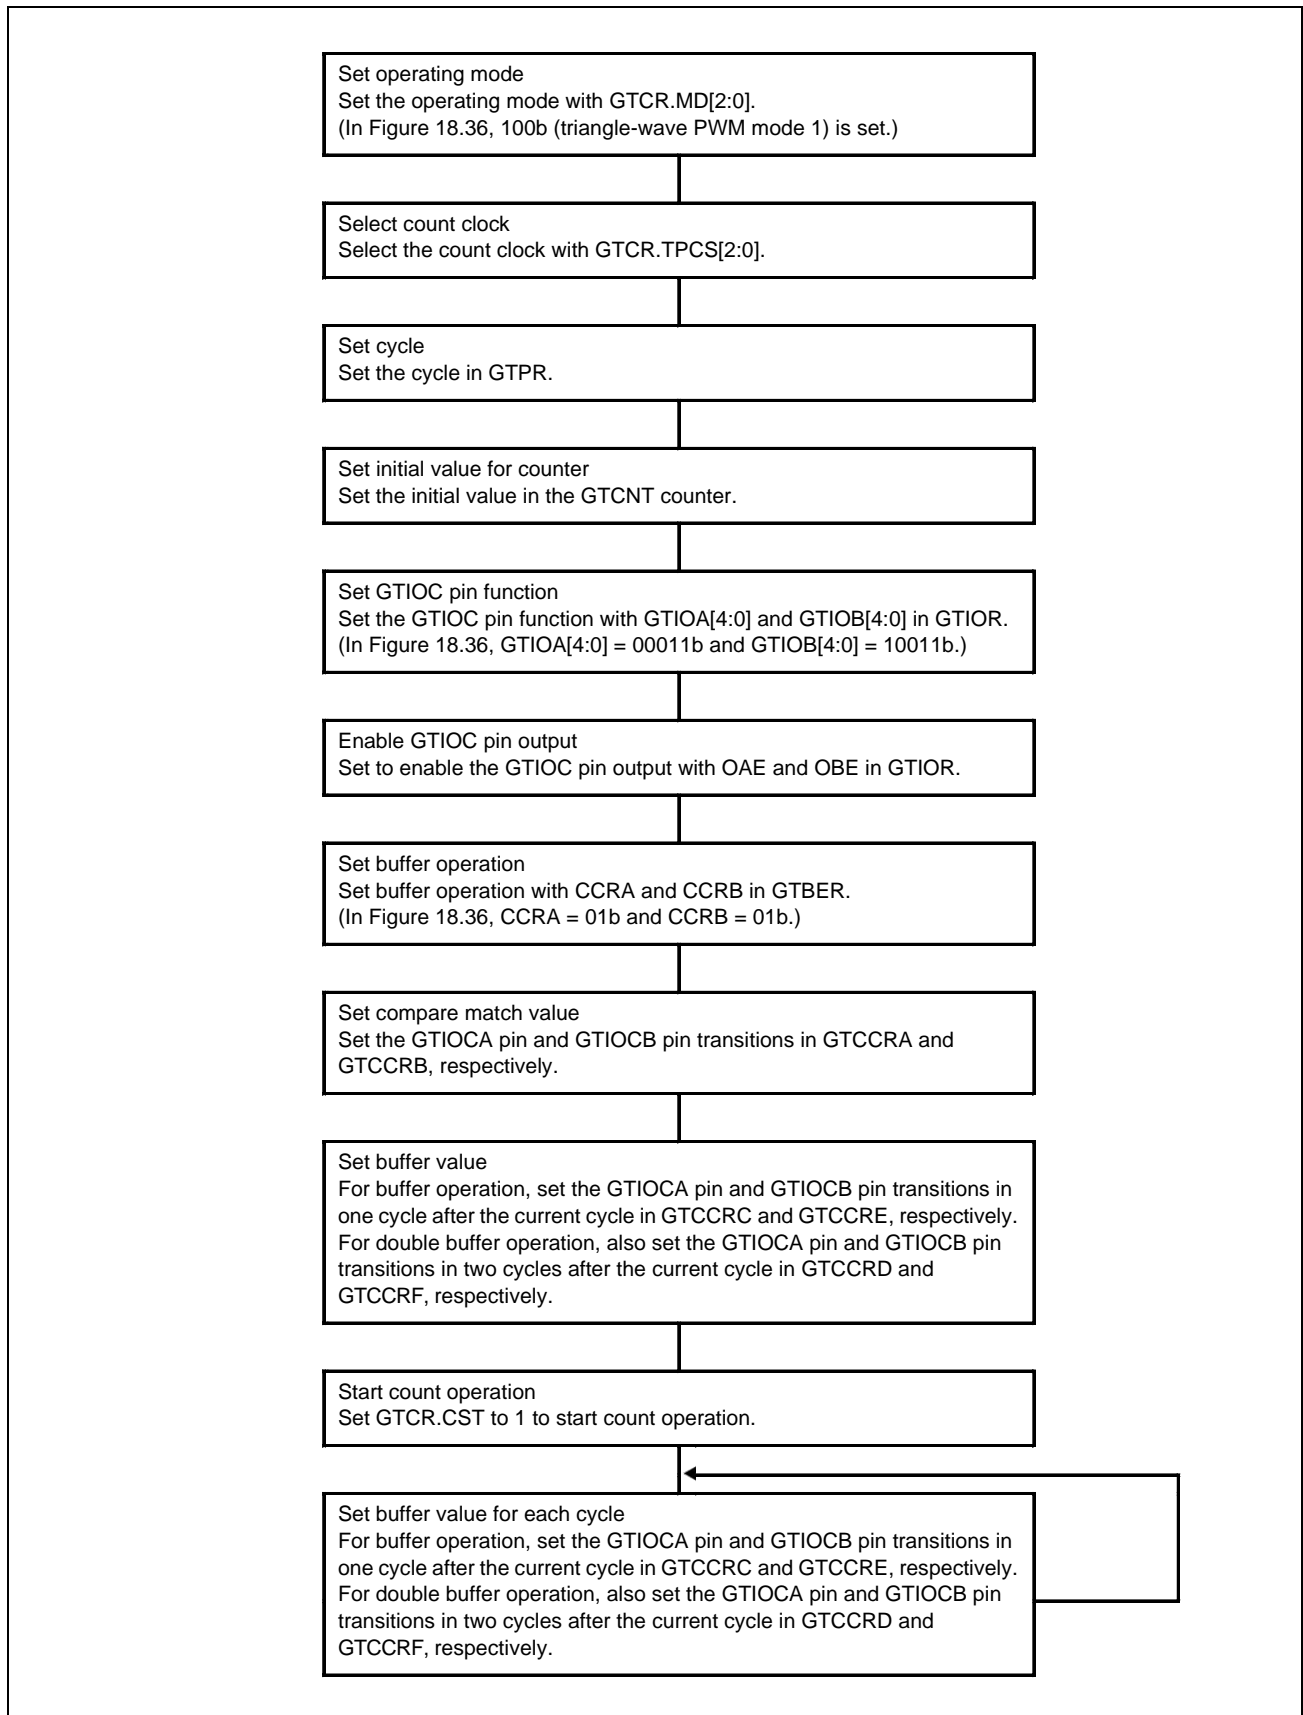 Set operating mode
Set the operating mode with GTCR.MD[2:0].
(In Figure 18.36, 100b (triangle-wave PWM mode 1) is set.)
Select count clock
Select the count clock with GTCR.TPCS[2:0].
Set cycle
Set the cycle in GTPR.
Set initial value for counter
Set the initial value in the GTCNT counter.
Set GTIOC pin function
Set the GTIOC pin function with GTIOA[4:0] and GTIOB[4:0] in GTIOR.
(In Figure 18.36, GTIOA[4:0] = 00011b and GTIOB[4:0] = 10011b.)
Enable GTIOC pin output
Set to enable the GTIOC pin output with OAE and OBE in GTIOR.
Set buffer operation
Set buffer operation with CCRA and CCRB in GTBER.
(In Figure 18.36, CCRA = 01b and CCRB = 01b.)
Set compare match value
Set the GTIOCA pin and GTIOCB pin transitions in GTCCRA and
GTCCRB, respectively.
Set buffer value
For buffer operation, set the GTIOCA pin and GTIOCB pin transitions in
one cycle after the current cycle in GTCCRC and GTCCRE, respectively.
For double buffer operation, also set the GTIOCA pin and GTIOCB pin
transitions in two cycles after the current cycle in GTCCRD and
GTCCRF, respectively.
Start count operation
Set GTCR.CST to 1 to start count operation.
Set buffer value for each cycle
For buffer operation, set the GTIOCA pin and GTIOCB pin transitions in
one cycle after the current cycle in GTCCRC and GTCCRE, respectively.
For double buffer operation, also set the GTIOCA pin and GTIOCB pin
transitions in two cycles after the current cycle in GTCCRD and
GTCCRF, respectively.